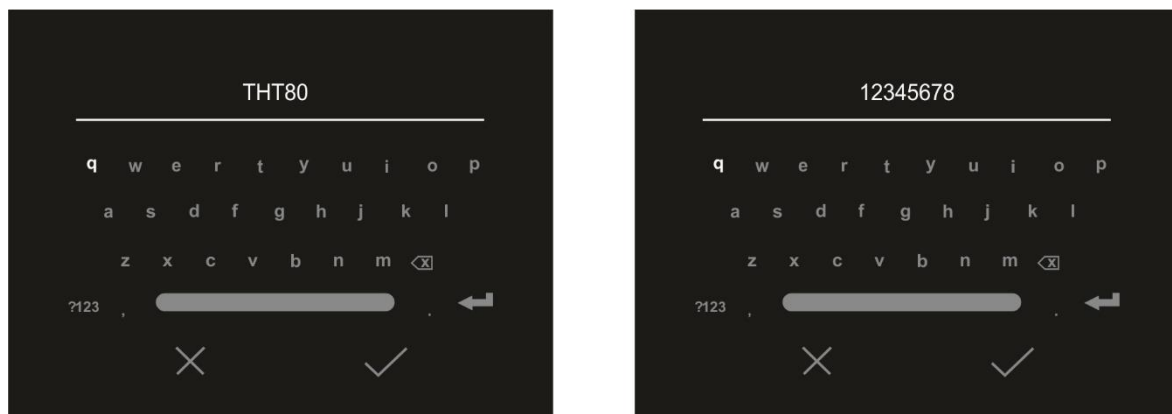 THT80
q w e r t y u i o p
a s d f g h j k l
z x c v b n m
?123 , .
12345678
q w e r t y u i o p
a s d f g h j k l
z x c v b n m
?123 , .